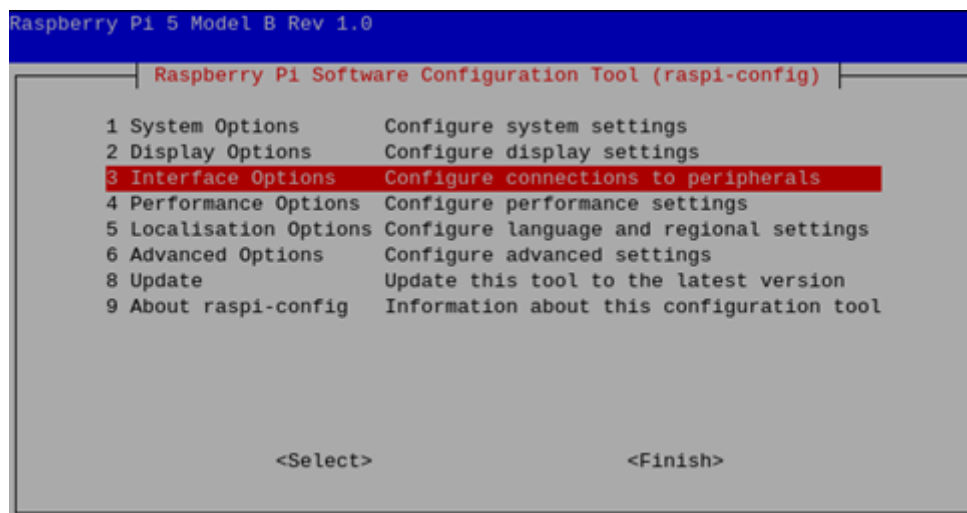 Raspberry Pi 5 Model B Rev 1.0
Raspberry Pi Software Configuration Tool (raspi-config)
1 System Options Configure system settings
2 Display Options Configure display settings
3 Interface Options Configure connections to peripherals
4 Performance Options Configure performance settings
5 Localisation Options Configure language and regional settings
6 Advanced Options Configure advanced settings
8 Update Update this tool to the latest version
9 About raspi-config Information about this configuration tool
<Select> <Finish>